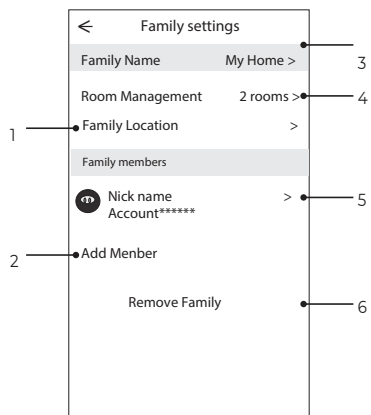 ← Family settings
Family Name My Home >
3
Room Management 2 rooms >
4
1
Family Location >
Family members
Nick name >
Account******
5
2
Add Menber
Remove Family
6